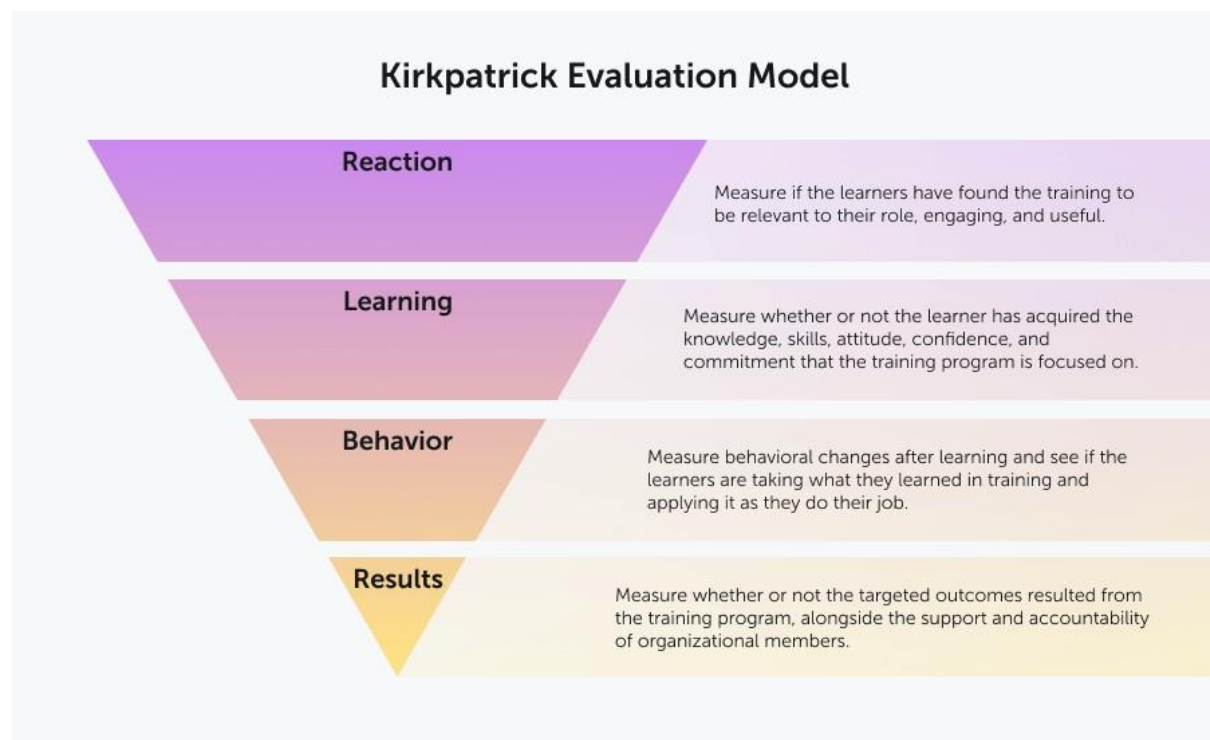 Kirkpatrick Evaluation Model
Reaction
Measure if the learners have found the training to
be relevant to their role, engaging, and useful.
Learning
Measure whether or not the learner has acquired the
knowledge, skills, attitude, confidence, and
commitment that the training program is focused on.
Behavior
Measure behavioral changes after learning and see if the
learners are taking what they learned in training and
applying it as they do their job.
Results
Measure whether or not the targeted outcomes resulted from
the training program, alongside the support and accountability
of organizational members.